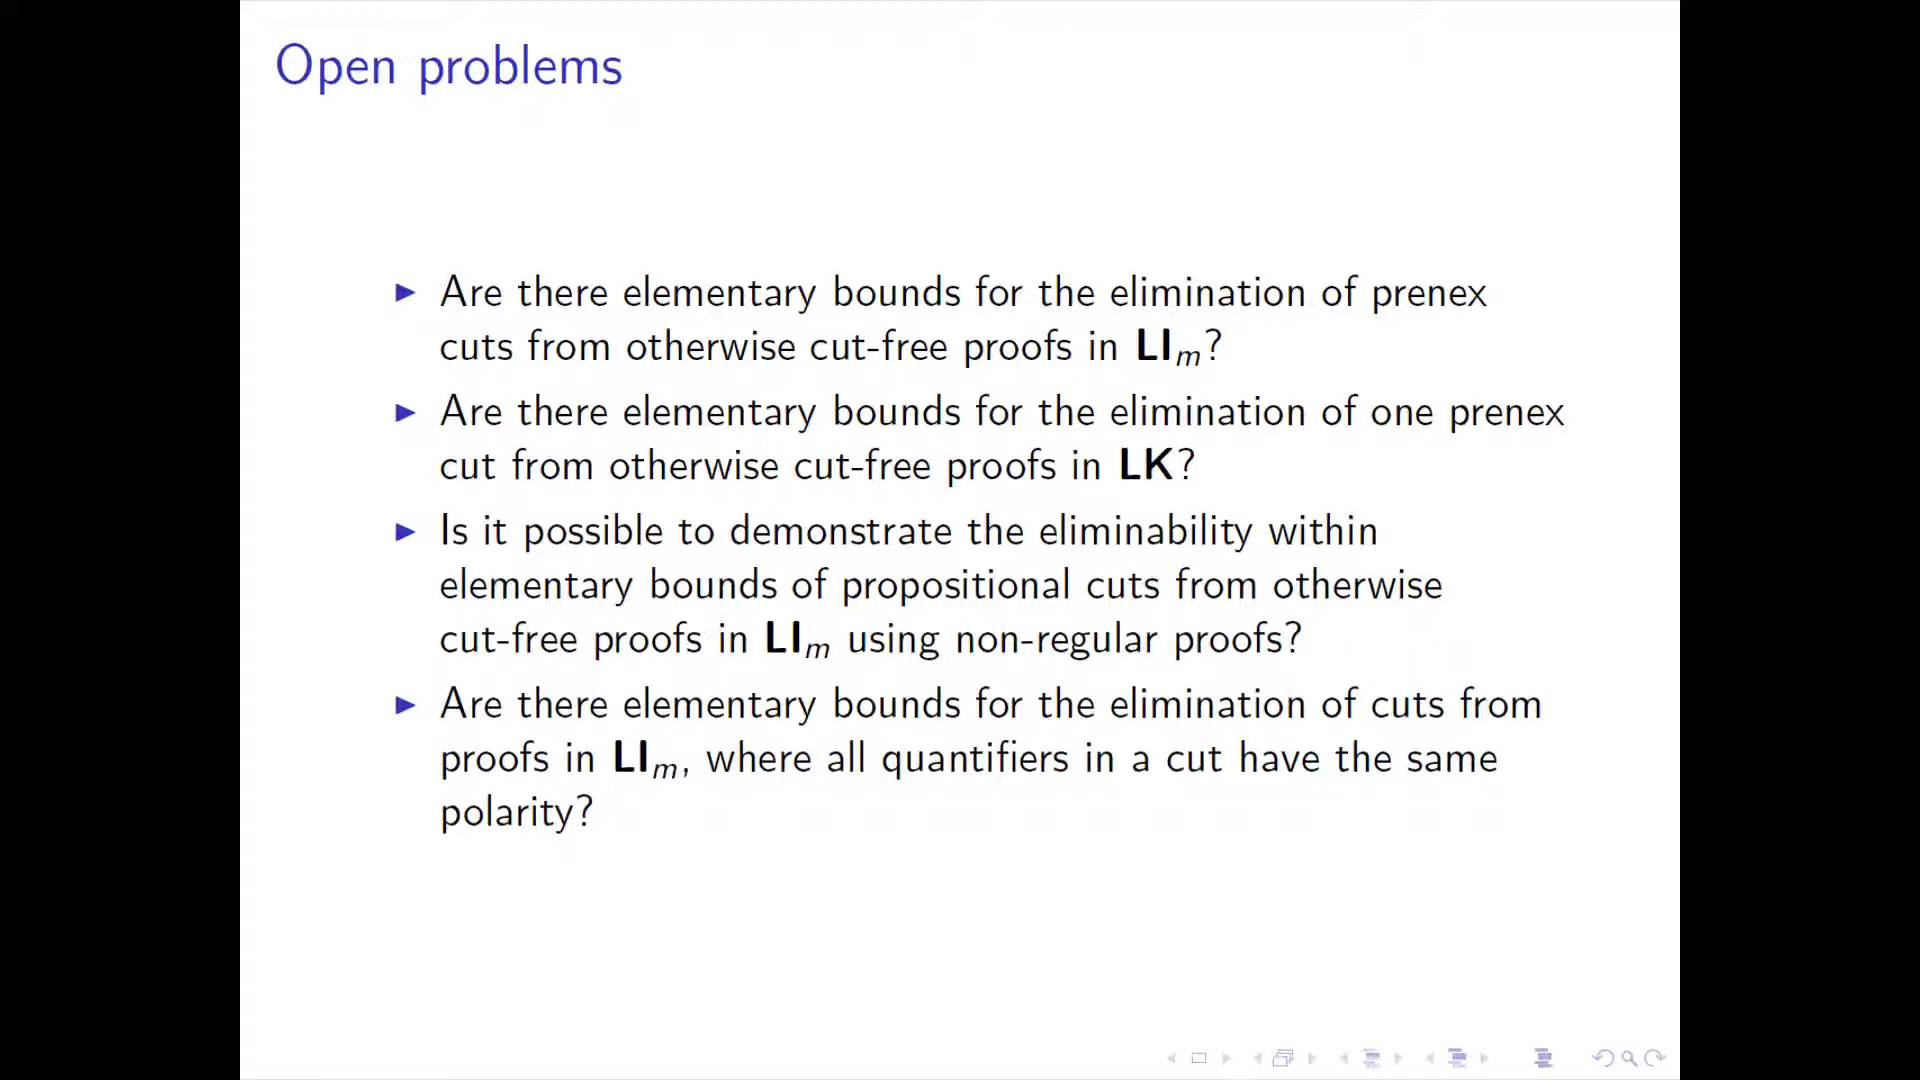 Open problems
Are there elementary bounds for the elimination of prenex
cuts from otherwise cut-free proofs in LIm?
Are there elementary bounds for the elimination of one prenex
cut from otherwise cut-free proofs in LK?
Is it possible to demonstrate the eliminability within
elementary bounds of propositional cuts from otherwise
cut-free proofs in LIm using non-regular proofs?
Are there elementary bounds for the elimination of cuts from
proofs in LIm, where all quantifiers in a cut have the same
polarity?